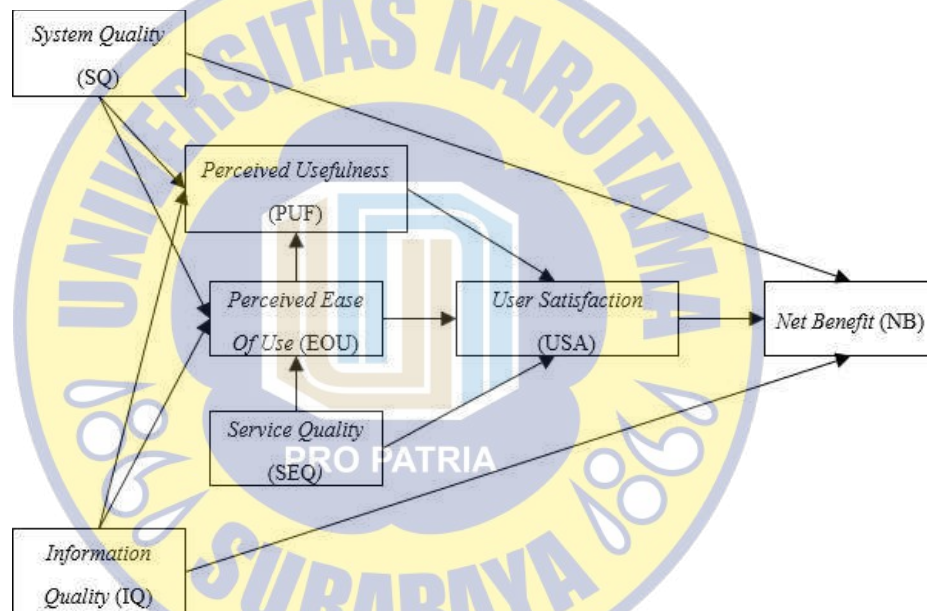 UNIVERSITAS NAROTAMA
System Quality
(SQ)
Perceived Usefulness
(PUF)
Perceived Ease
Of Use (EOU)
User Satisfaction
(USA)
Net Benefit (NB)
Service Quality
(SEQ)
PRO PATRIA
Information
Quality (IQ)
SURABAYA